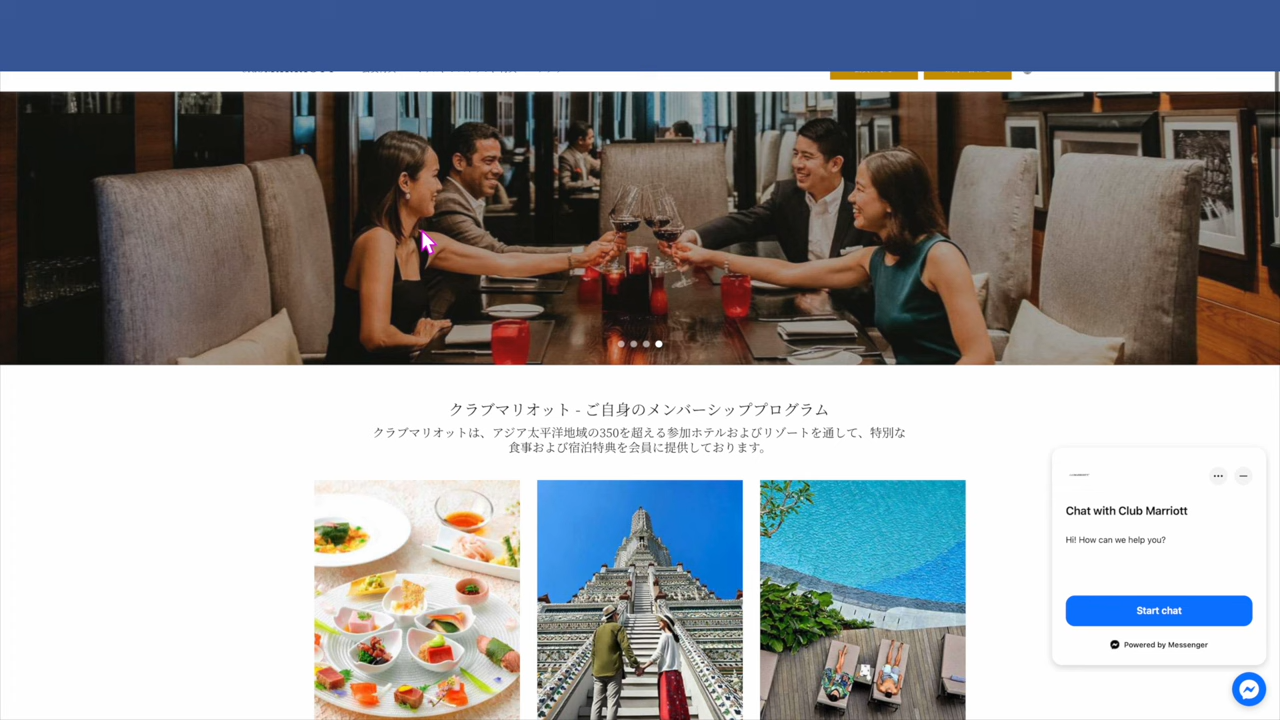 クラブマリオット - ご自身のメンバーシッププログラム
クラブマリオットは、アジア太平洋地域の350を超える参加ホテルおよびリゾートを通して、特別な
食事および宿泊特典を会員に提供しております。
Chat with Club Marriott
Hi! How can we help you?
Start chat
Powered by Messenger